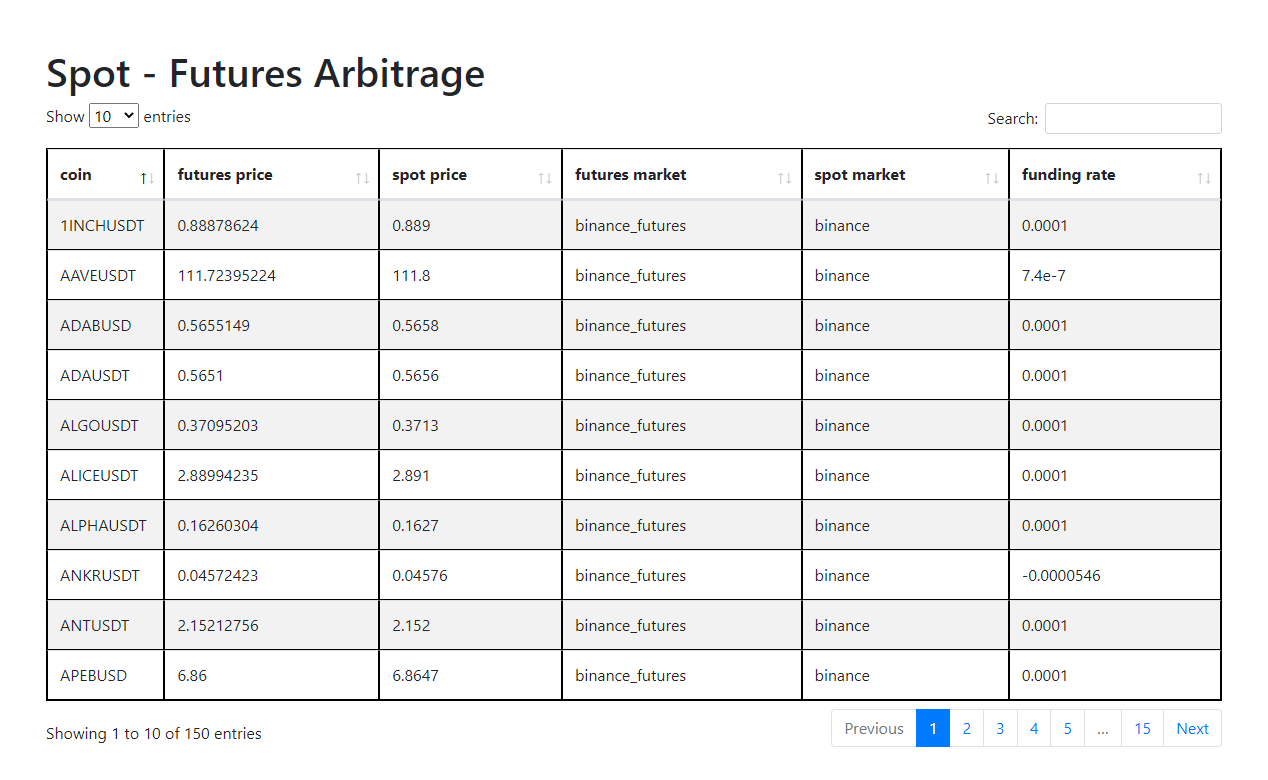 Spot - Futures Arbitrage
Show 10 entries Search:
coin futures price spot price futures market spot market funding rate
1INCHUSDT 0.88878624 0.889 binance_futures binance 0.0001
AAVEUSDT 111.72395224 111.8 binance_futures binance 7.4e-7
ADABUSD 0.5655149 0.5658 binance_futures binance 0.0001
ADAUSDT 0.5651 0.5656 binance_futures binance 0.0001
ALGOUSDT 0.37095203 0.3713 binance_futures binance 0.0001
ALICEUSDT 2.88994235 2.891 binance_futures binance 0.0001
ALPHAUSDT 0.16260304 0.1627 binance_futures binance 0.0001
ANKRUSDT 0.04572423 0.04576 binance_futures binance -0.0000546
ANTUSDT 2.15212756 2.152 binance_futures binance 0.0001
APEBUSD 6.86 6.8647 binance_futures binance 0.0001
Showing 1 to 10 of 150 entries Previous 1 2 3 4 5 ... 15 Next